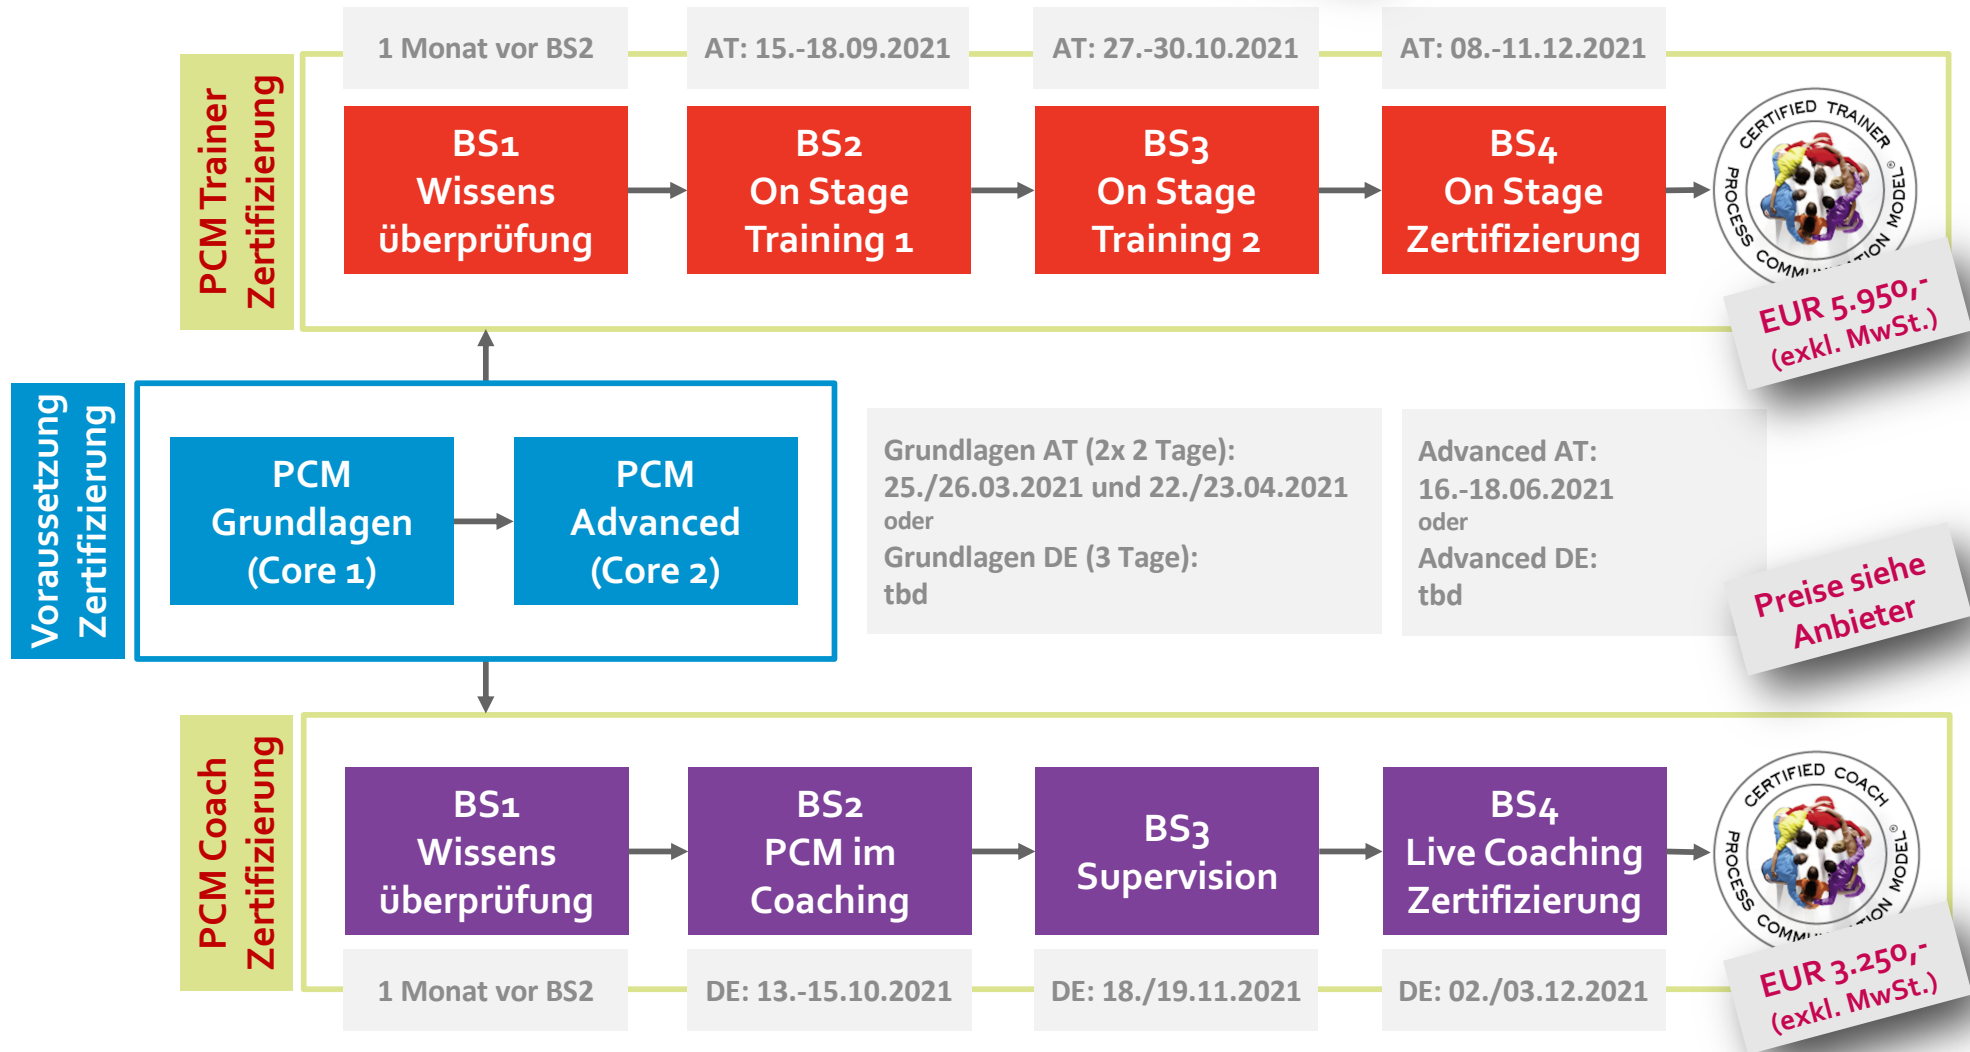 1 Monat vor BS2
AT: 15.-18.09.2021
AT: 27.-30.10.2021
AT: 08.-11.12.2021
PCM Trainer
Zertifizierung
BS1
Wissens
überprüfung
BS2
On Stage
Training 1
BS3
On Stage
Training 2
BS4
On Stage
Zertifizierung
CERTIFIED TRAINER
PROCESS COMMUNICATION MODEL®
EUR 5.950,-
(exkl. MwSt.)
Voraussetzung
Zertifizierung
PCM
Grundlagen
(Core 1)
PCM
Advanced
(Core 2)
Grundlagen AT (2x 2 Tage):
25./26.03.2021 und 22./23.04.2021
oder
Grundlagen DE (3 Tage):
tbd
Advanced AT:
16.-18.06.2021
oder
Advanced DE:
tbd
Preise siehe
Anbieter
PCM Coach
Zertifizierung
BS1
Wissens
überprüfung
BS2
PCM im
Coaching
BS3
Supervision
BS4
Live Coaching
Zertifizierung
CERTIFIED COACH
PROCESS COMMUNICATION MODEL®
EUR 3.250,-
(exkl. MwSt.)
1 Monat vor BS2
DE: 13.-15.10.2021
DE: 18./19.11.2021
DE: 02./03.12.2021